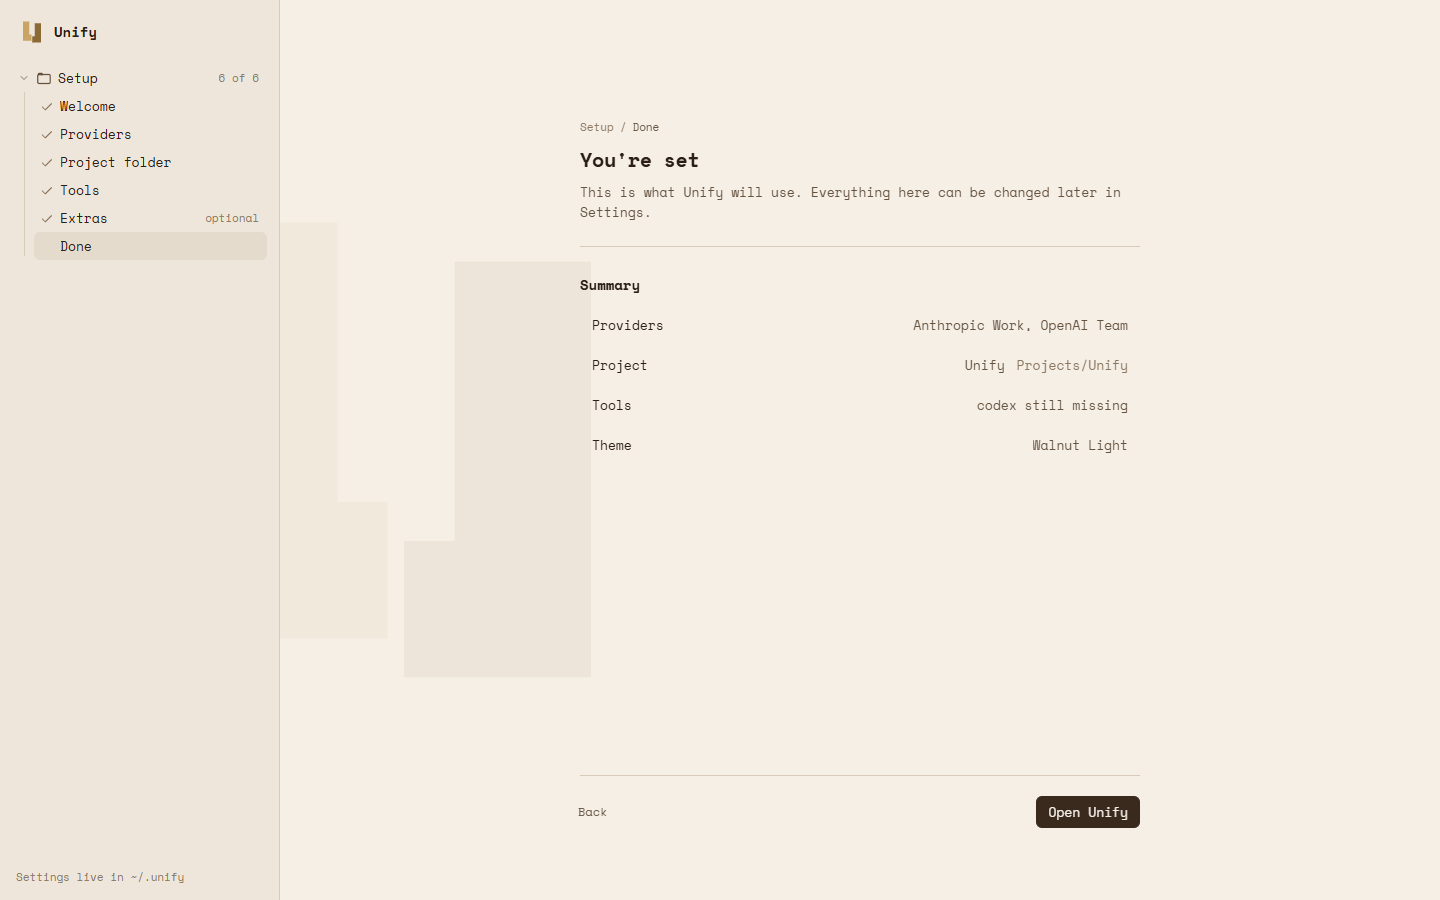 Unify
Setup 6 of 6
Welcome
Providers
Project folder
Tools
Extras optional
Done
Settings live in ~/.unify
Setup / Done
You're set
This is what Unify will use. Everything here can be changed later in
Settings.
Summary
Providers Anthropic Work, OpenAI Team
Project Unify Projects/Unify
Tools codex still missing
Theme Walnut Light
Back Open Unify